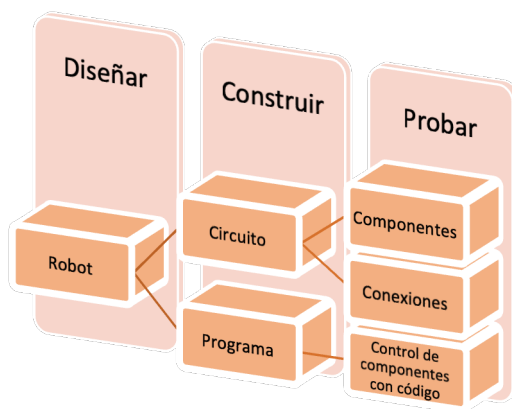 Diseñar
Construir
Probar
Robot
Circuito
Programa
Componentes
Conexiones
Control de
componentes
con código